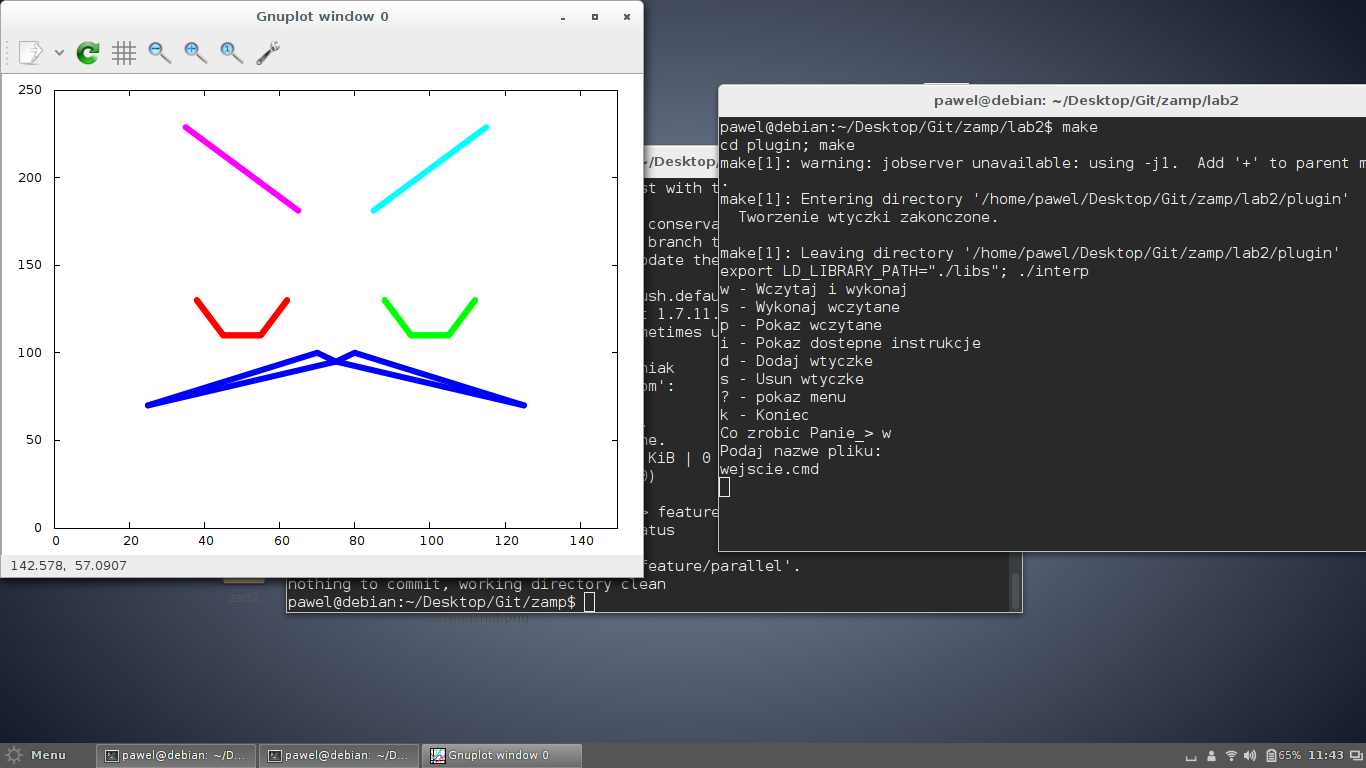 Gnuplot window 0
250
200
150
100
50
0
0 20 40 60 80 100 120 140
142.578, 57.0907
pawel@debian: ~/Desktop/Git/zamp/lab2
pawel@debian:~/Desktop/Git/zamp/lab2$ make
cd plugin; make
make[1]: warning: jobserver unavailable: using -j1.  Add '+' to parent m
.
make[1]: Entering directory '/home/pawel/Desktop/Git/zamp/lab2/plugin'
  Tworzenie wtyczki zakonczone.
make[1]: Leaving directory '/home/pawel/Desktop/Git/zamp/lab2/plugin'
export LD_LIBRARY_PATH="./libs"; ./interp
w - Wczytaj i wykonaj
s - Wykonaj wczytane
p - Pokaz wczytane
i - Pokaz dostepne instrukcje
d - Dodaj wtyczke
s - Usun wtyczke
? - pokaz menu
k - Koniec
Co zrobic Panie_> w
Podaj nazwe pliku:
wejscie.cmd
~/Desktop
st with t
conserva
branch t
odate the
ush.defau
t 1.7.11.
netimes u
niak
om':
.
ne.
KiB | 0
0)
> feature
atus
feature/parallel'.
nothing to commit, working directory clean
pawel@debian:~/Desktop/Git/zamp$
zad2
screenshot.png
Menu
pawel@debian: ~/D...
pawel@debian: ~/D...
Gnuplot window 0
65%
11:43